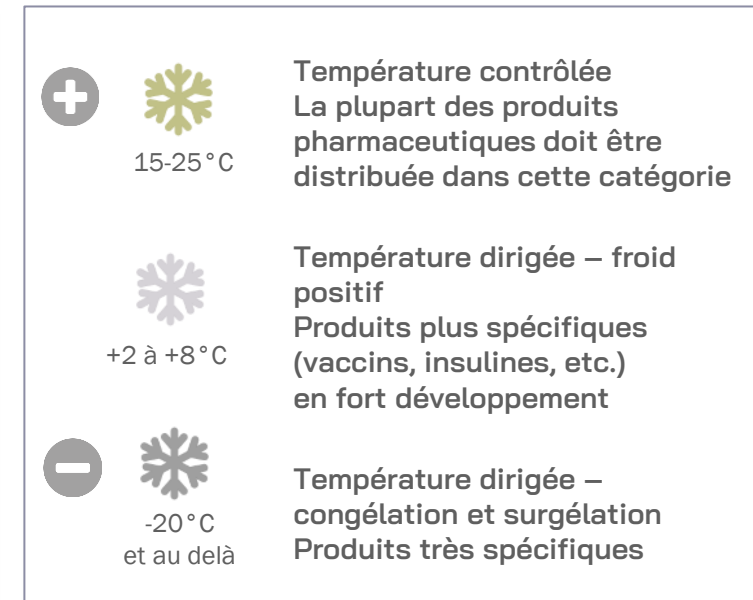 15-25°C
Température contrôlée
La plupart des produits
pharmaceutiques doit être
distribuée dans cette catégorie
+2 à +8°C
Température dirigée – froid
positif
Produits plus spécifiques
(vaccins, insulines, etc.)
en fort développement
-20°C
et au delà
Température dirigée –
congélation et surgélation
Produits très spécifiques